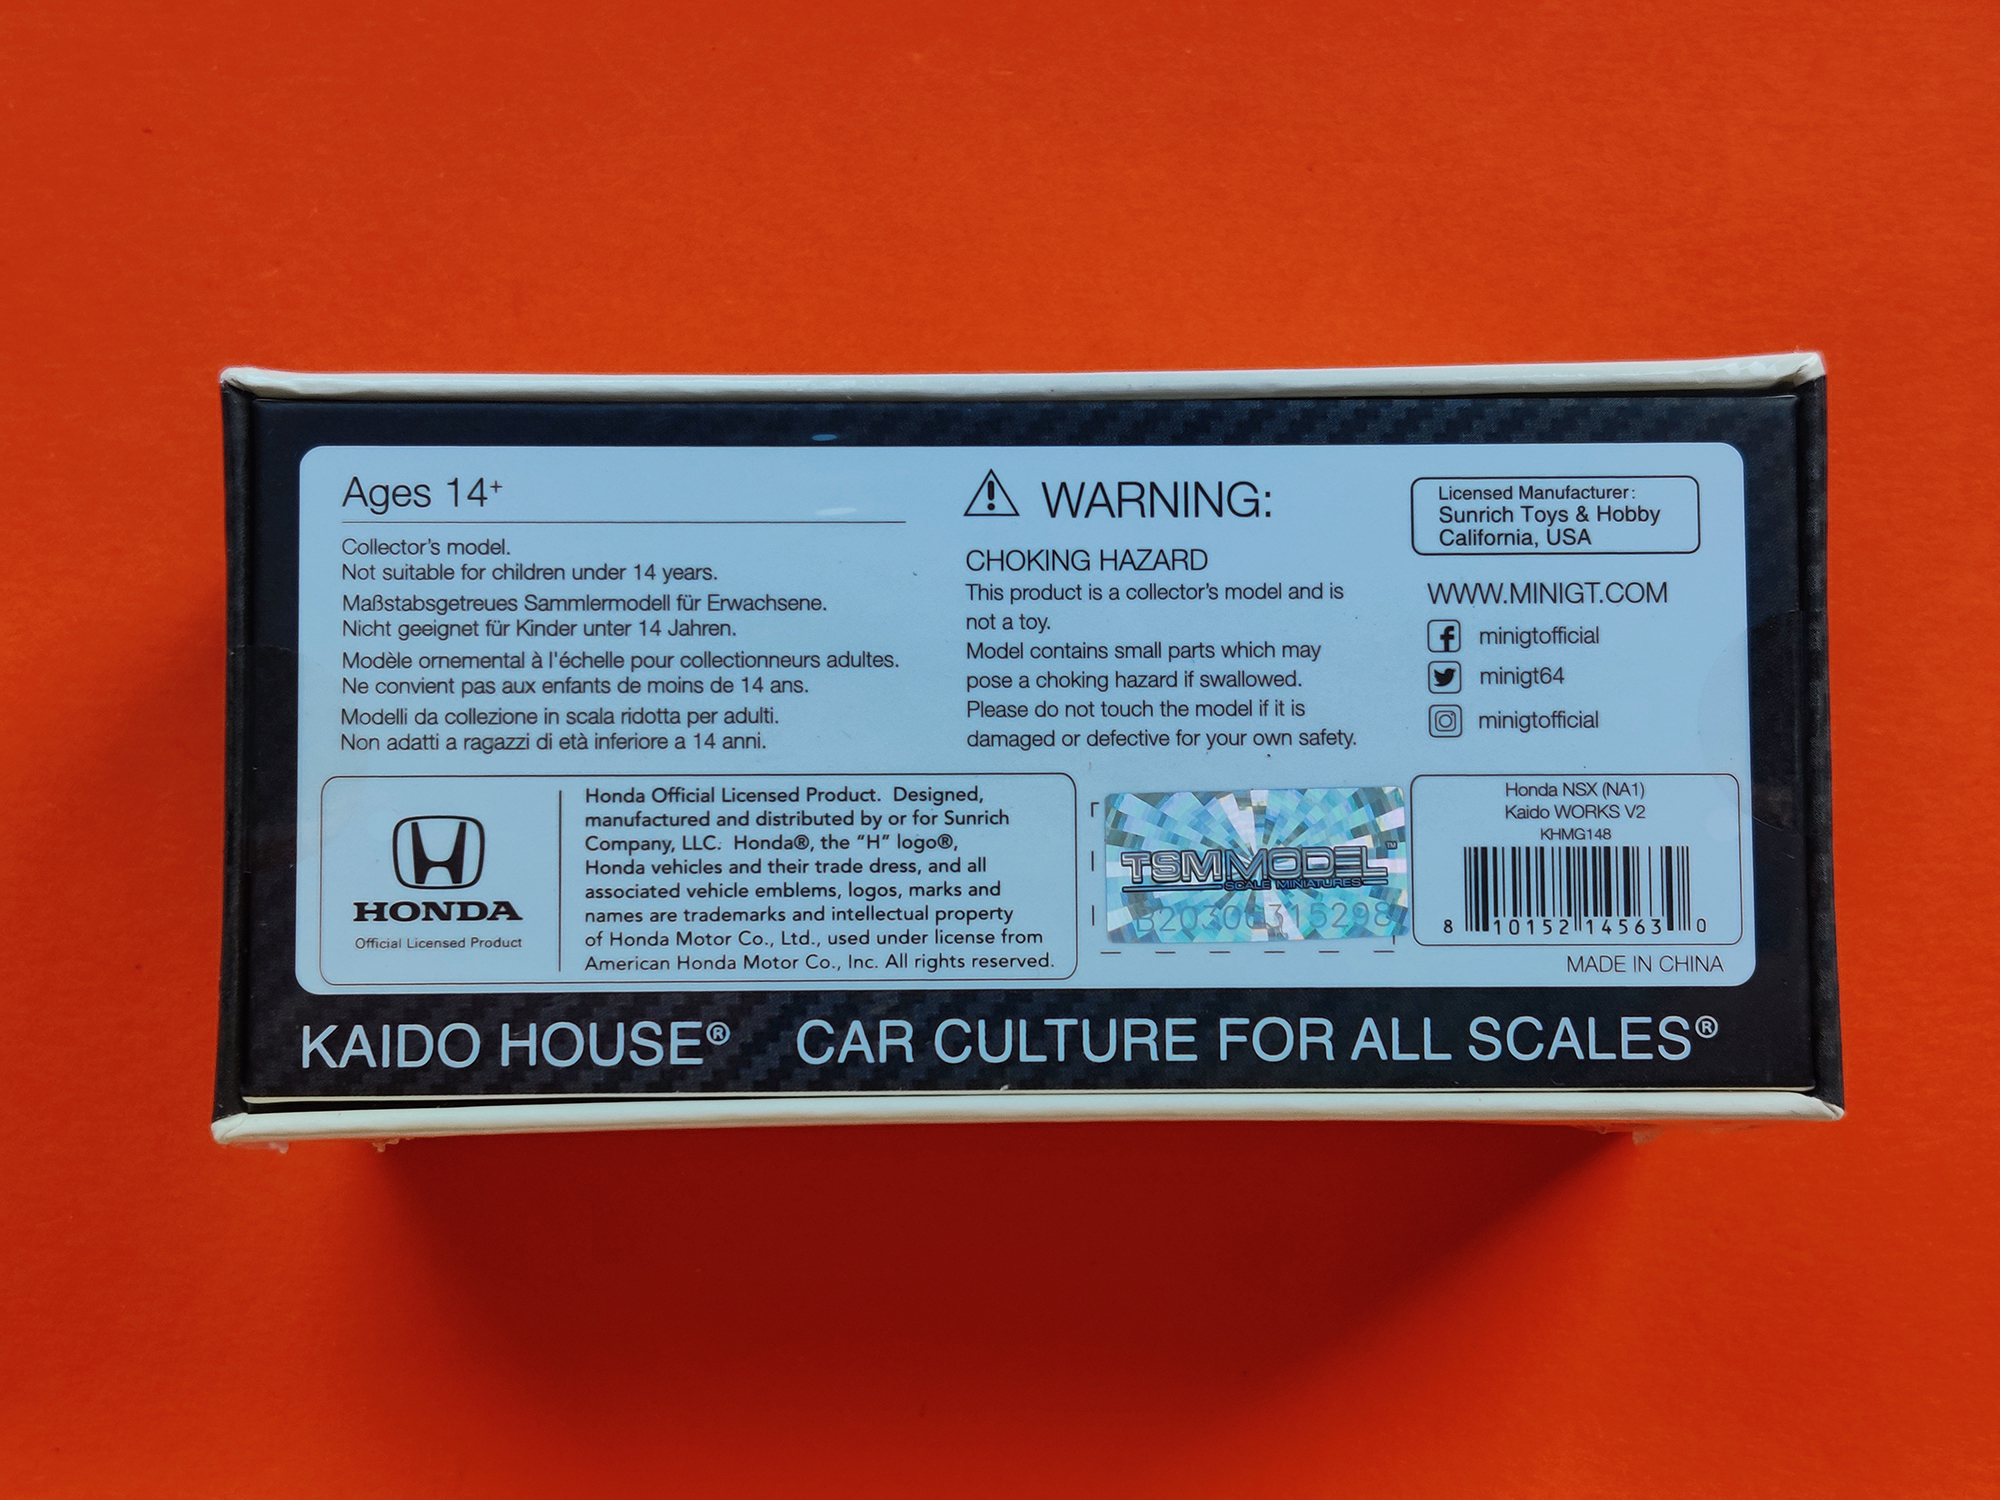 Ages 14+
Collector's model.
Not suitable for children under 14 years.
Maßstabsgetreues Sammlermodell für Erwachsene.
Nicht geeignet für Kinder unter 14 Jahren.
Modèle ornemental à l'échelle pour collectionneurs adultes.
Ne convient pas aux enfants de moins de 14 ans.
Modelli da collezione in scala ridotta per adulti.
Non adatti a ragazzi di età inferiore a 14 anni.
WARNING:
CHOKING HAZARD
This product is a collector's model and is
not a toy.
Model contains small parts which may
pose a choking hazard if swallowed.
Please do not touch the model if it is
damaged or defective for your own safety.
Licensed Manufacturer:
Sunrich Toys & Hobby
California, USA
WWW.MINIGT.COM
minigtofficial
minigt64
minigtofficial
HONDA
Official Licensed Product
Honda Official Licensed Product. Designed,
manufactured and distributed by or for Sunrich
Company, LLC. Honda®, the “H” logo®,
Honda vehicles and their trade dress, and all
associated vehicle emblems, logos, marks and
names are trademarks and intellectual property
of Honda Motor Co., Ltd., used under license from
American Honda Motor Co., Inc. All rights reserved.
TSMMODEL™
SCALE MINIATURES
Honda NSX (NA1)
Kaido WORKS V2
KHMG148
8 10152 14563 0
MADE IN CHINA
KAIDO HOUSE® CAR CULTURE FOR ALL SCALES®